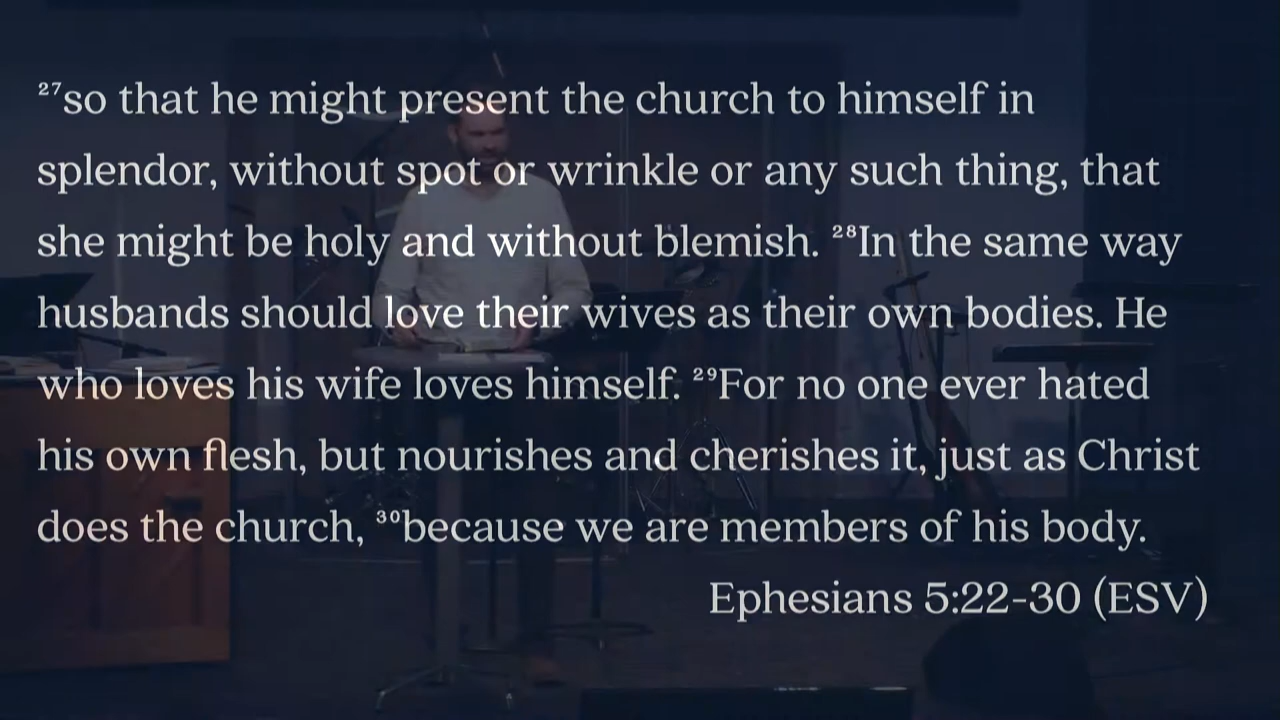 ²⁷so that he might present the church to himself in
splendor, without spot or wrinkle or any such thing, that
she might be holy and without blemish. ²⁸In the same way
husbands should love their wives as their own bodies. He
who loves his wife loves himself. ²⁹For no one ever hated
his own flesh, but nourishes and cherishes it, just as Christ
does the church, ³⁰because we are members of his body.
Ephesians 5:22-30 (ESV)